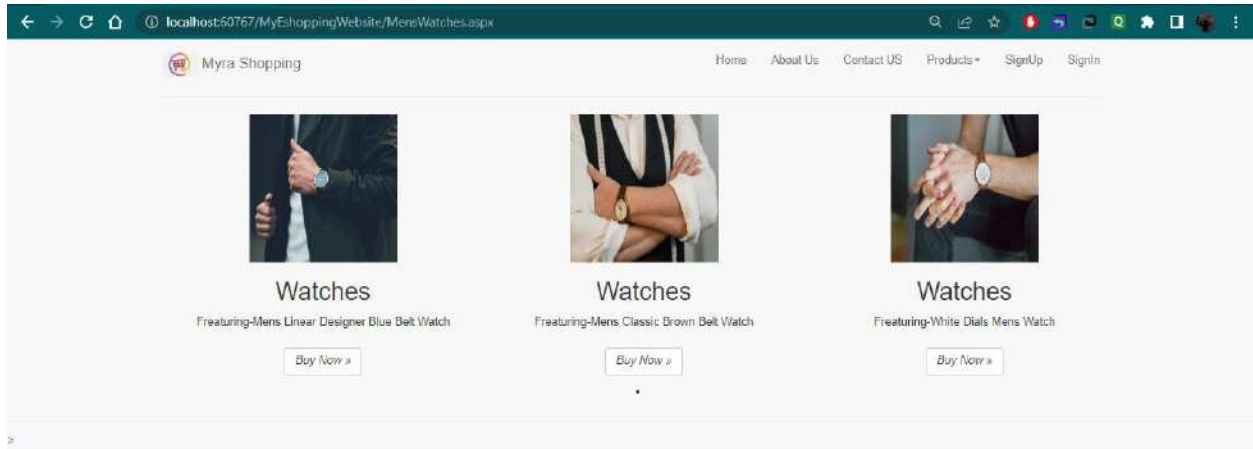 localhost:60767/MyEshoppingWebsite/MensWatches.aspx
Myra Shopping Home About Us Contact US Products SignUp SignIn
Watches Watches Watches
Freaturing-Mens Linear Designer Blue Belt Watch Freaturing-Mens Classic Brown Belt Watch Freaturing-White Dials Mens Watch
Buy Now » Buy Now » Buy Now »
>